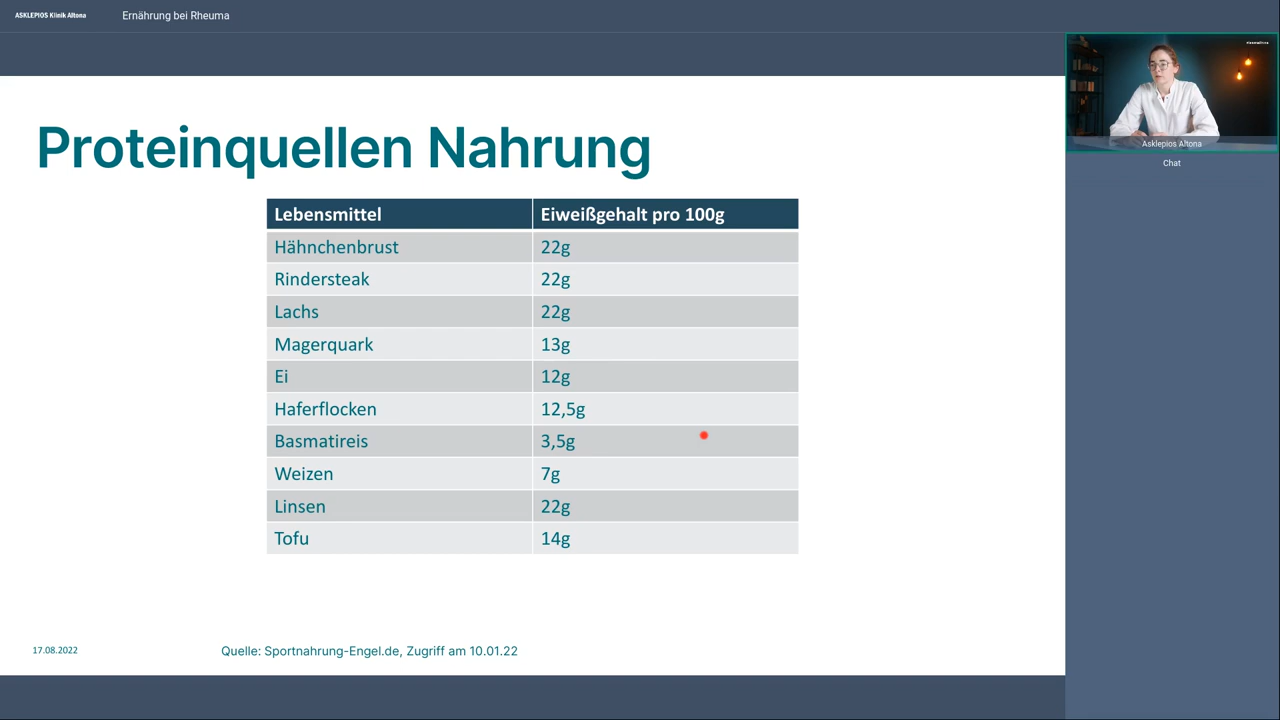 ASKLEPIOS Klinik Altona
Ernährung bei Rheuma
Proteinquellen Nahrung
Lebensmittel Eiweißgehalt pro 100g
Hähnchenbrust 22g
Rindersteak 22g
Lachs 22g
Magerquark 13g
Ei 12g
Haferflocken 12,5g
Basmatireis 3,5g
Weizen 7g
Linsen 22g
Tofu 14g
17.08.2022
Quelle: Sportnahrung-Engel.de, Zugriff am 10.01.22
Asklepios Altona
Chat